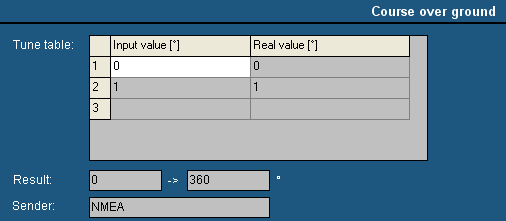 Course over ground
Tune table:
Input value [°] Real value [°]
1 0 0
2 1 1
3
Result: 0 -> 360 °
Sender: NMEA